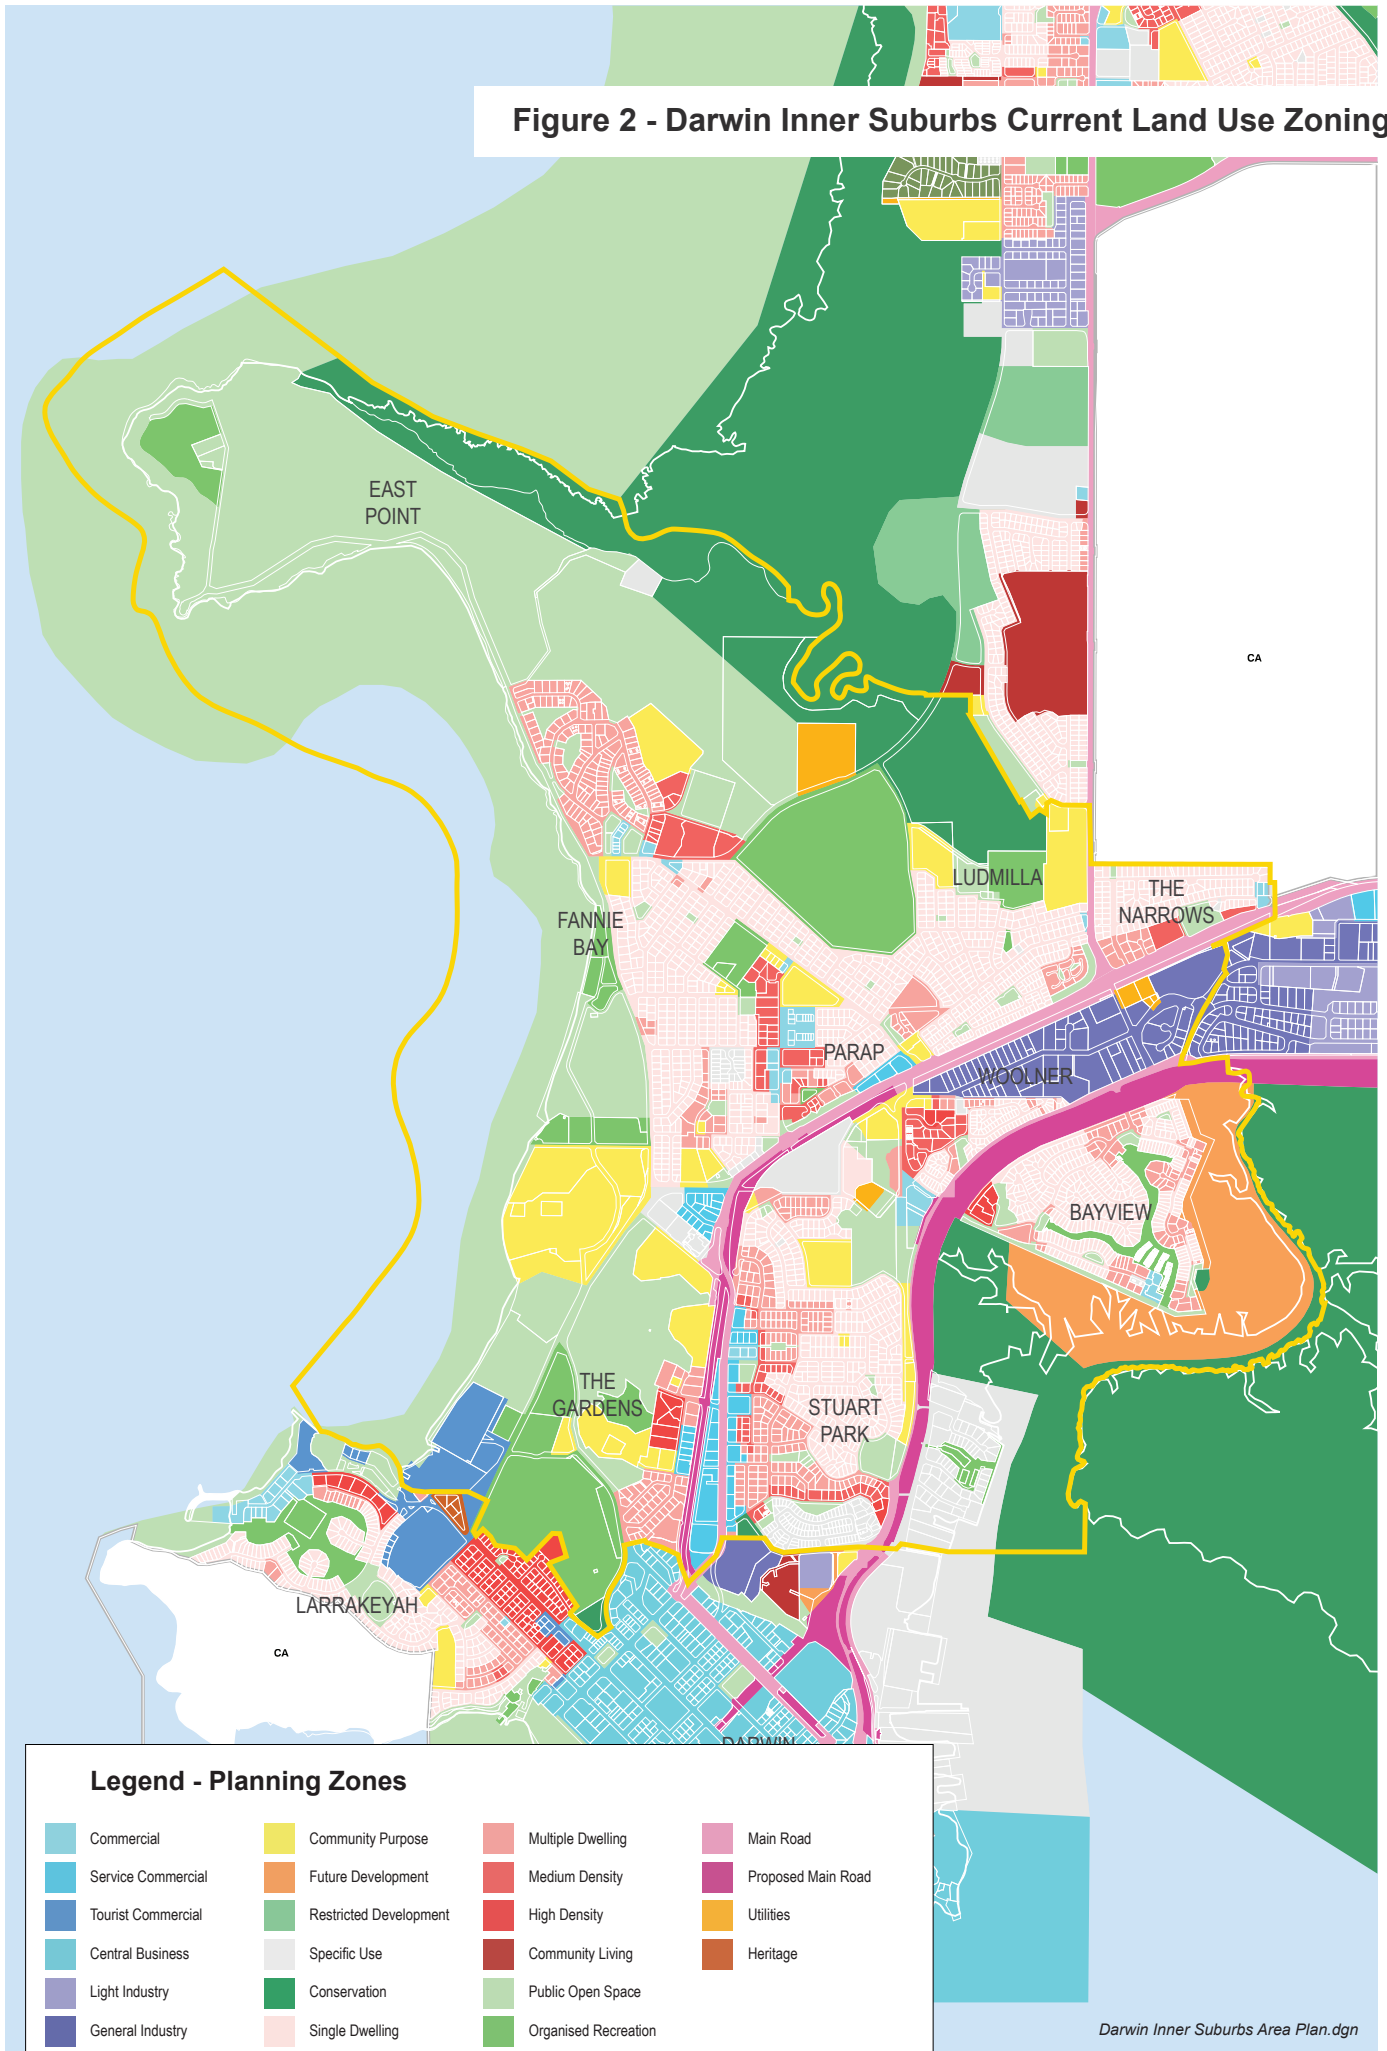 Figure 2 - Darwin Inner Suburbs Current Land Use Zoning
EAST
POINT
CA
LUDMILLA
THE
NARROWS
FANNIE
BAY
PARAP
WOOLNER
BAYVIEW
THE
GARDENS
STUART
PARK
LARRAKEYAH
CA
DARWIN
Legend - Planning Zones
Commercial
Service Commercial
Tourist Commercial
Central Business
Light Industry
General Industry
Community Purpose
Future Development
Restricted Development
Specific Use
Conservation
Single Dwelling
Multiple Dwelling
Medium Density
High Density
Community Living
Public Open Space
Organised Recreation
Main Road
Proposed Main Road
Utilities
Heritage
Darwin Inner Suburbs Area Plan.dgn